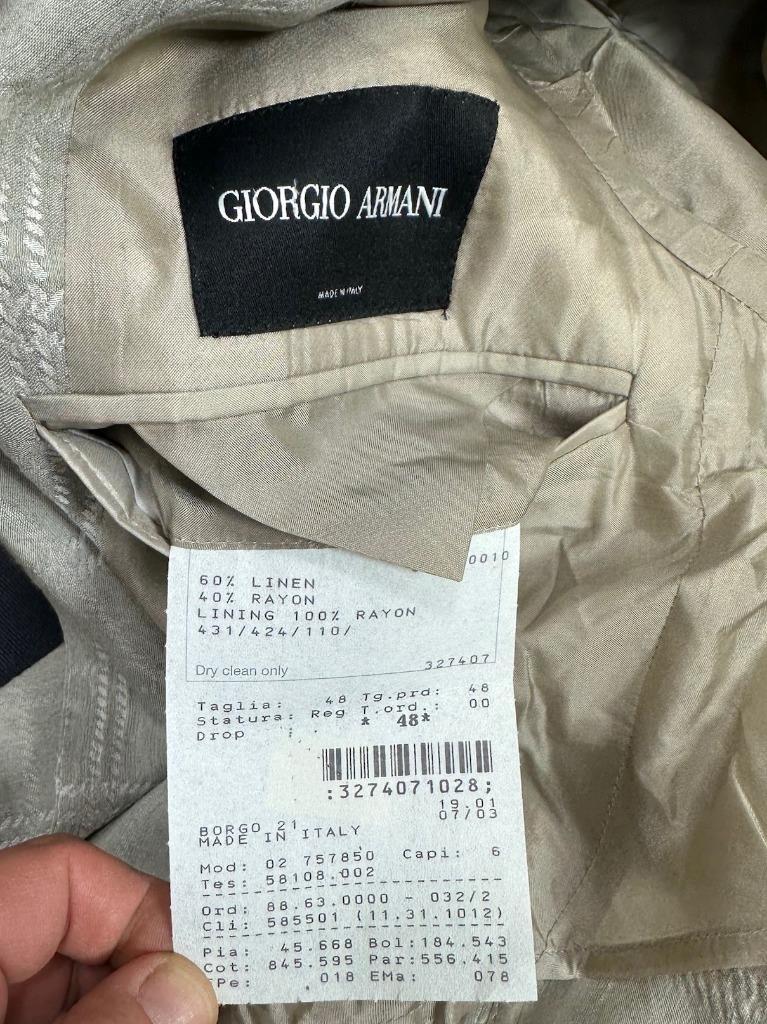 GIORGIO ARMANI
MADE IN ITALY
0010
60% LINEN
40% RAYON
LINING 100% RAYON
431/424/110/
Dry clean only 327407
Taglia: 48 Tg.prd: 48
Statura: Reg T.ord.: 00
Drop : . * 48*
:3274071028;
19.01
07/03
BORGO 21
MADE IN ITALY
Mod: 02 757850 Capi: 6
Tes: 58108.002
Ord: 88.63.0000 - 032/2
Cli: 585501 (11.31.1012)
Pia: 45.668 Bol:184.543
Cot: 845.595 Par:556.415
Pe: .018 EMa: 078